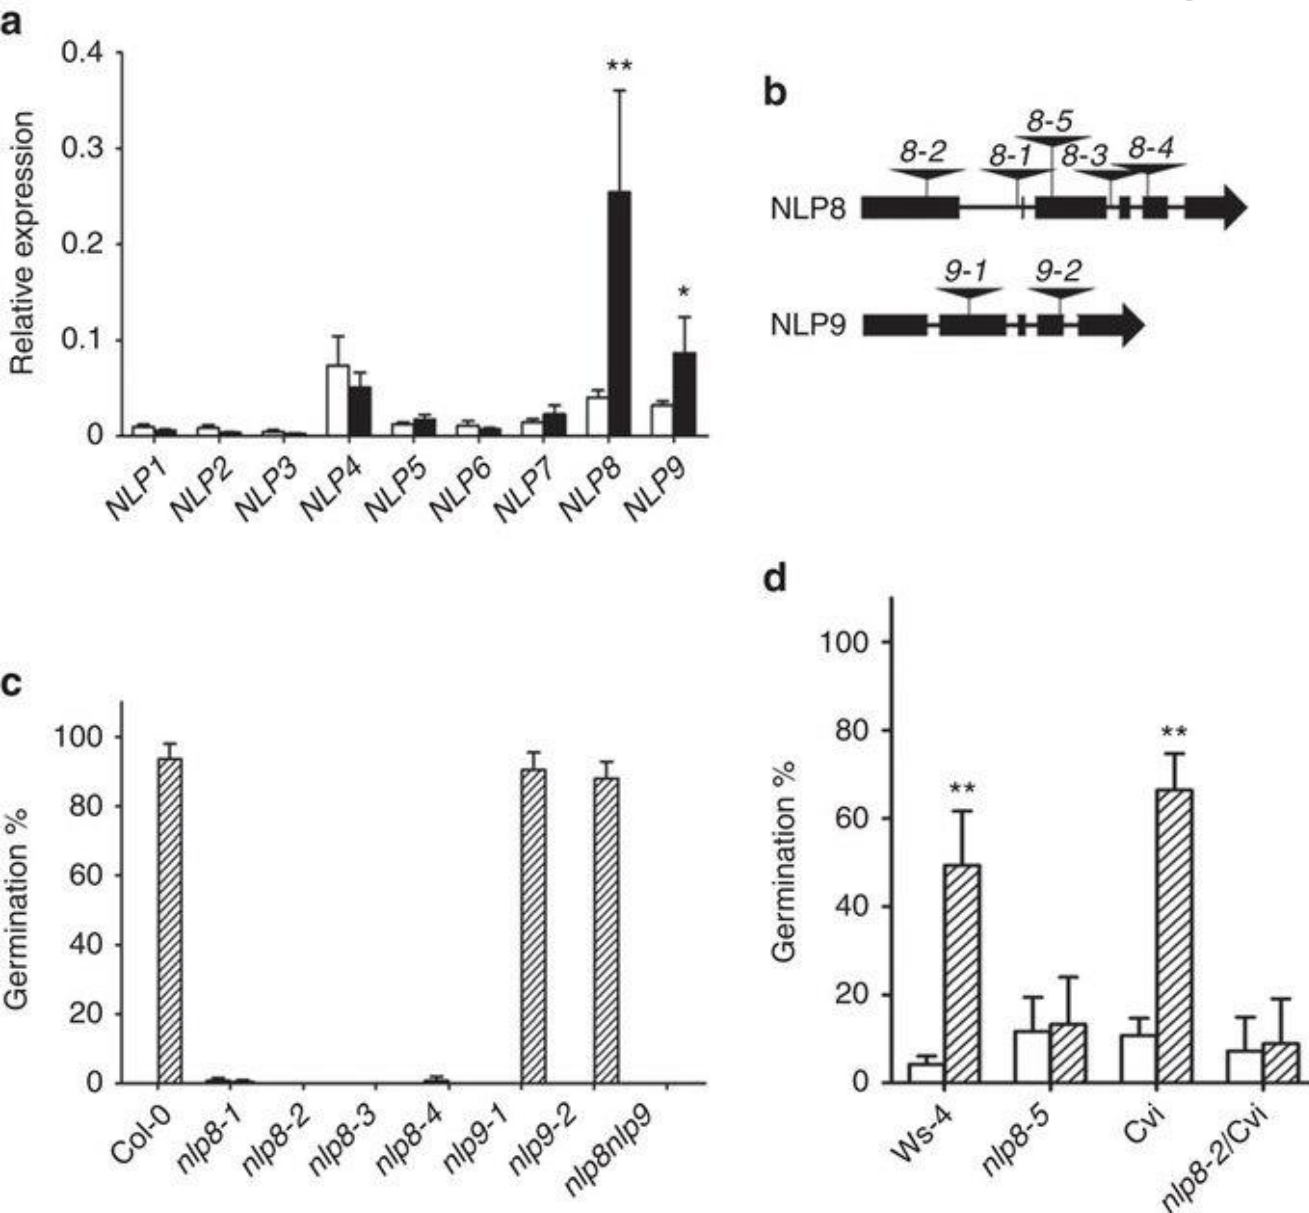 a
Relative expression
0.4
0.3
0.2
0.1
0
**
*
NLP1 NLP2 NLP3 NLP4 NLP5 NLP6 NLP7 NLP8 NLP9
b
8-5
8-2 8-1 8-3 8-4
NLP8
9-1 9-2
NLP9
c
Germination %
100
80
60
40
20
0
Col-0 nlp8-1 nlp8-2 nlp8-3 nlp8-4 nlp9-1 nlp9-2 nlp8nlp9
d
Germination %
100
80
60
40
20
0
**
**
Ws-4 nlp8-5 Cvi nlp8-2/Cvi